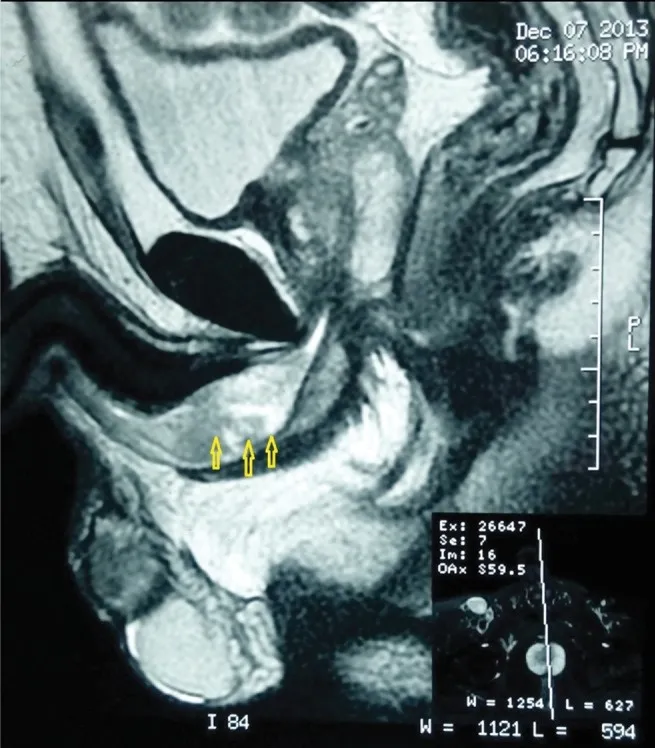 Dec 07 2013
06:16:08 PM
P
L
Ex: 26647
Se: 7
Im: 16
OAx S59.5
W = 1254 L = 627
I 84
W = 1121 L = 594